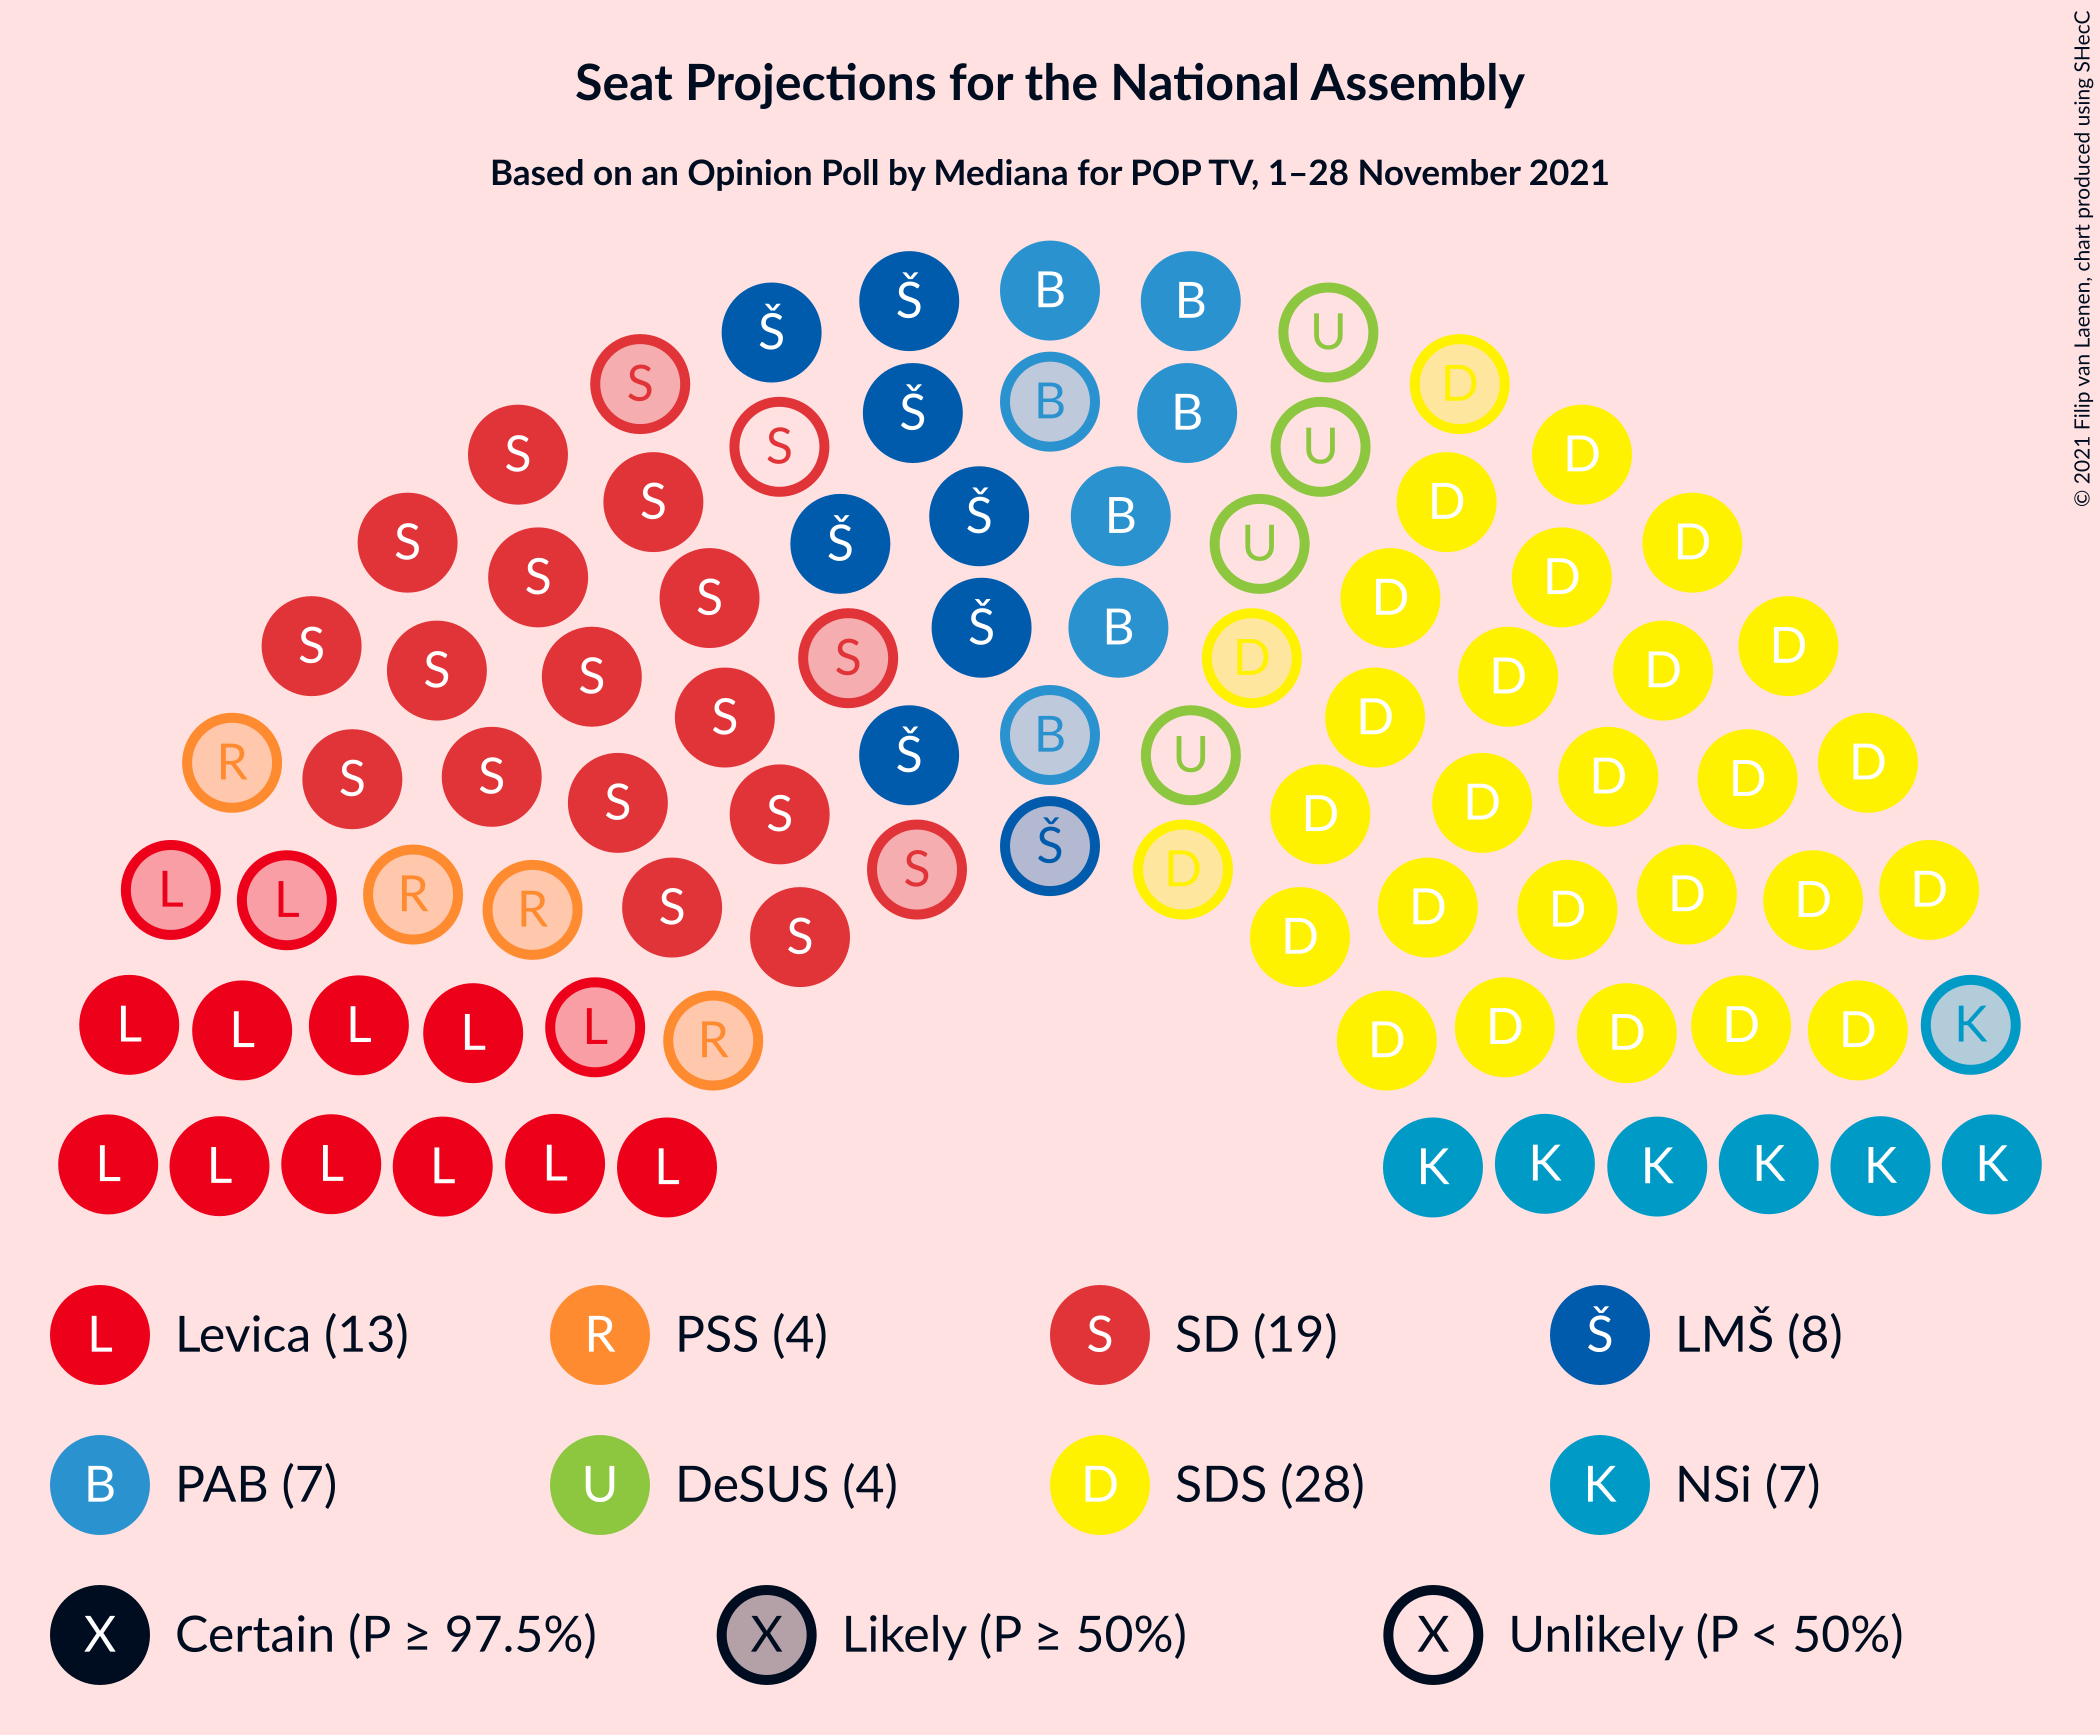 Seat Projections for the National Assembly
Based on an Opinion Poll by Mediana for POP TV, 1–28 November 2021
© 2021 Filip van Laenen, chart produced using SHecC
B
Š B
Š U
S D
B
Š B
S D
S U
Š B
S D
S D
Š U
S D
S D
Š B
S D
S D
S D
S D
S D
Š B U
R D
S D
S D
S D
S D
Š
S D
L D
R D
L D
S D
R D
S D
L K
L D
L D
L D
L D
R D
L L L L L L K K K K K K
L Levica (13) R PSS (4) S SD (19) Š LMŠ (8)
B PAB (7) U DeSUS (4) D SDS (28) K NSi (7)
X Certain (P ≥ 97.5%) X Likely (P ≥ 50%) X Unlikely (P < 50%)